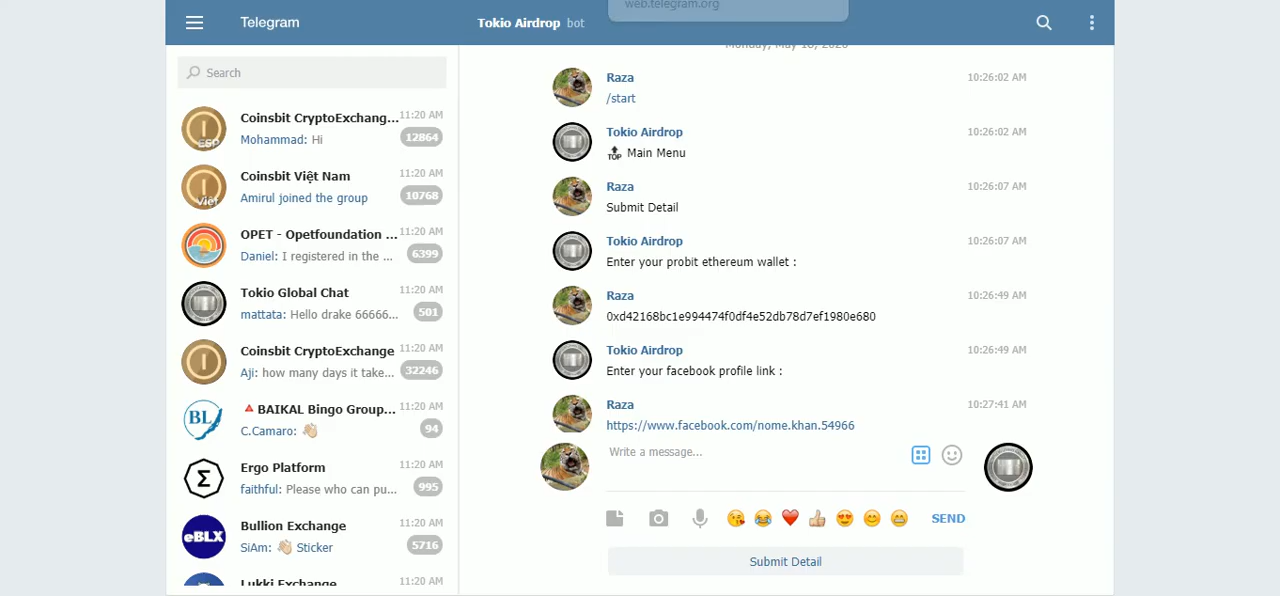 web.telegram.org
Telegram
Tokio Airdrop bot
Search
Coinsbit CryptoExchang... 11:20 AM
Mohammad: Hi 12864
Coinsbit Việt Nam 11:20 AM
Amirul joined the group 10768
OPET - Opetfoundation ... 11:20 AM
Daniel: I registered in the ... 6399
Tokio Global Chat 11:20 AM
mattata: Hello drake 66666... 501
Coinsbit CryptoExchange 11:20 AM
Aji: how many days it take... 32246
🔺BAIKAL Bingo Group... 11:20 AM
C.Camaro: 👋🏼 94
Ergo Platform 11:20 AM
faithful: Please who can pu... 995
Bullion Exchange 11:20 AM
SiAm: 👋🏼 Sticker 5716
Lukki Exchange 11:20 AM
ESP
Viet
BL
Σ
eBLX
Raza 10:26:02 AM
/start
Tokio Airdrop 10:26:02 AM
🔝 Main Menu
Raza 10:26:07 AM
Submit Detail
Tokio Airdrop 10:26:07 AM
Enter your probit ethereum wallet :
Raza 10:26:49 AM
0xd42168bc1e994474f0df4e52db78d7ef1980e680
Tokio Airdrop 10:26:49 AM
Enter your facebook profile link :
Raza 10:27:41 AM
https://www.facebook.com/nome.khan.54966
Write a message...
SEND
Submit Detail